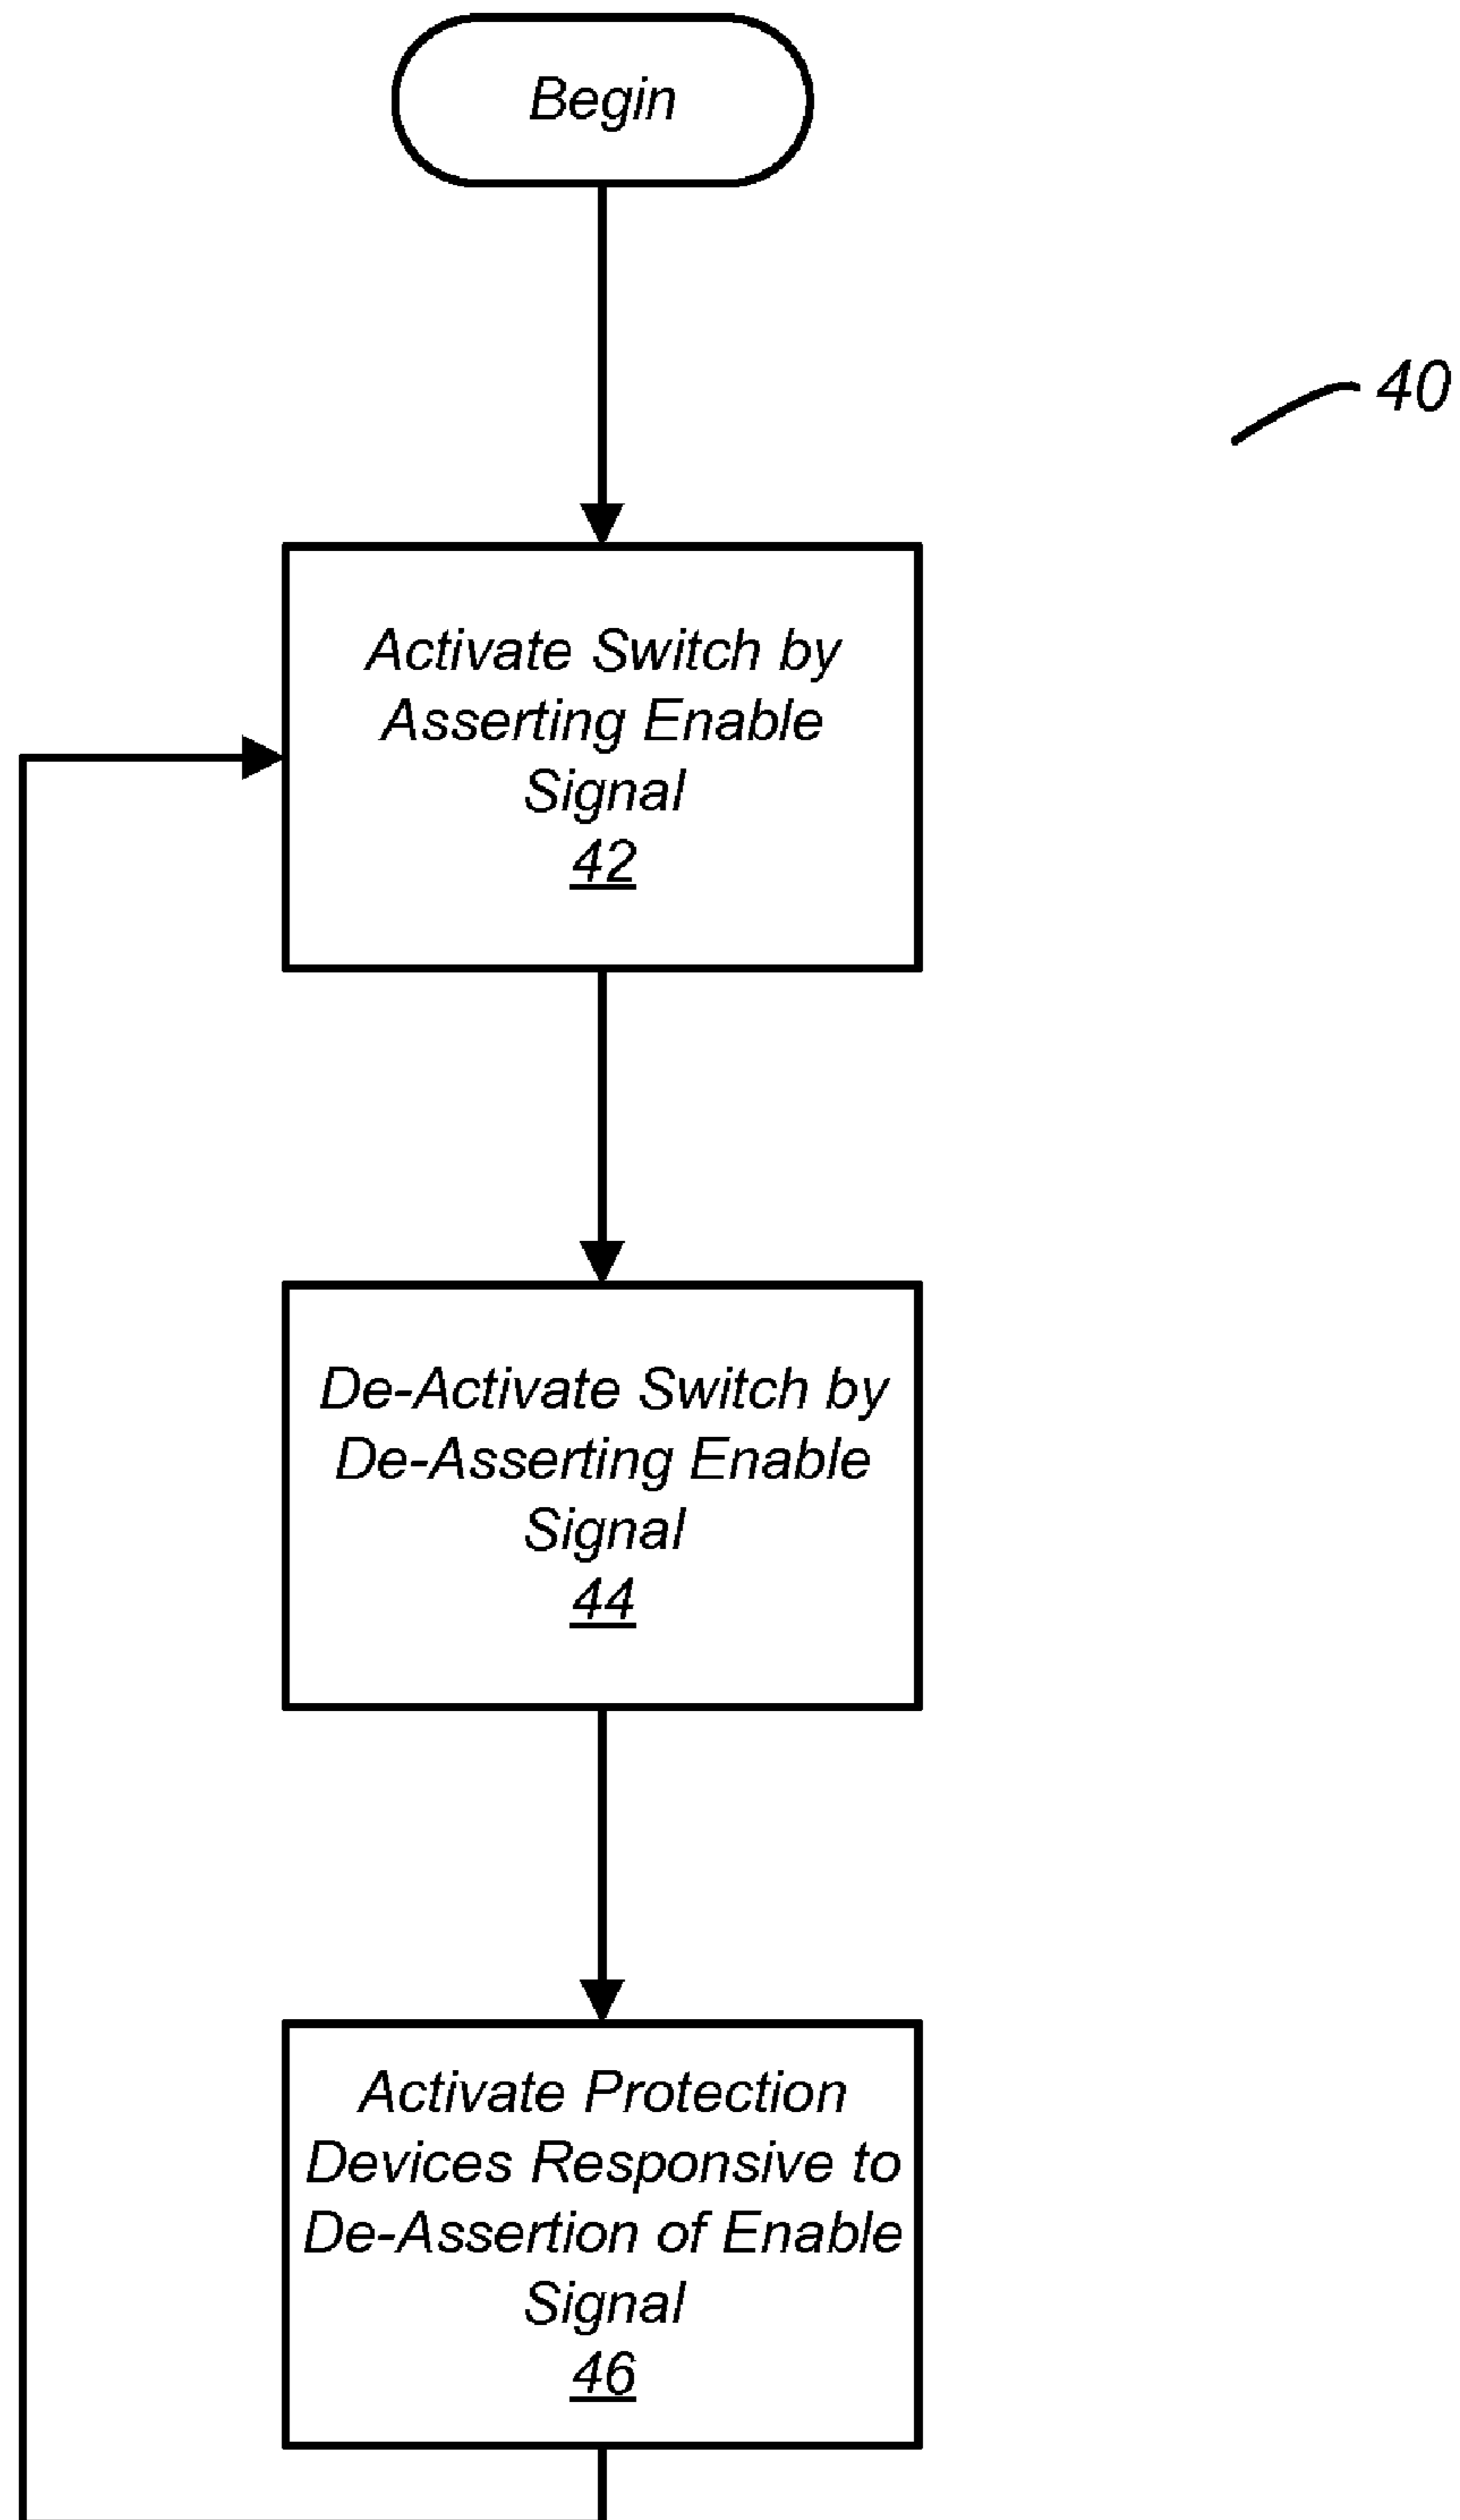 Begin
40
Activate Switch by
Asserting Enable
Signal
42
De-Activate Switch by
De-Asserting Enable
Signal
44
Activate Protection
Devices Responsive to
De-Assertion of Enable
Signal
46